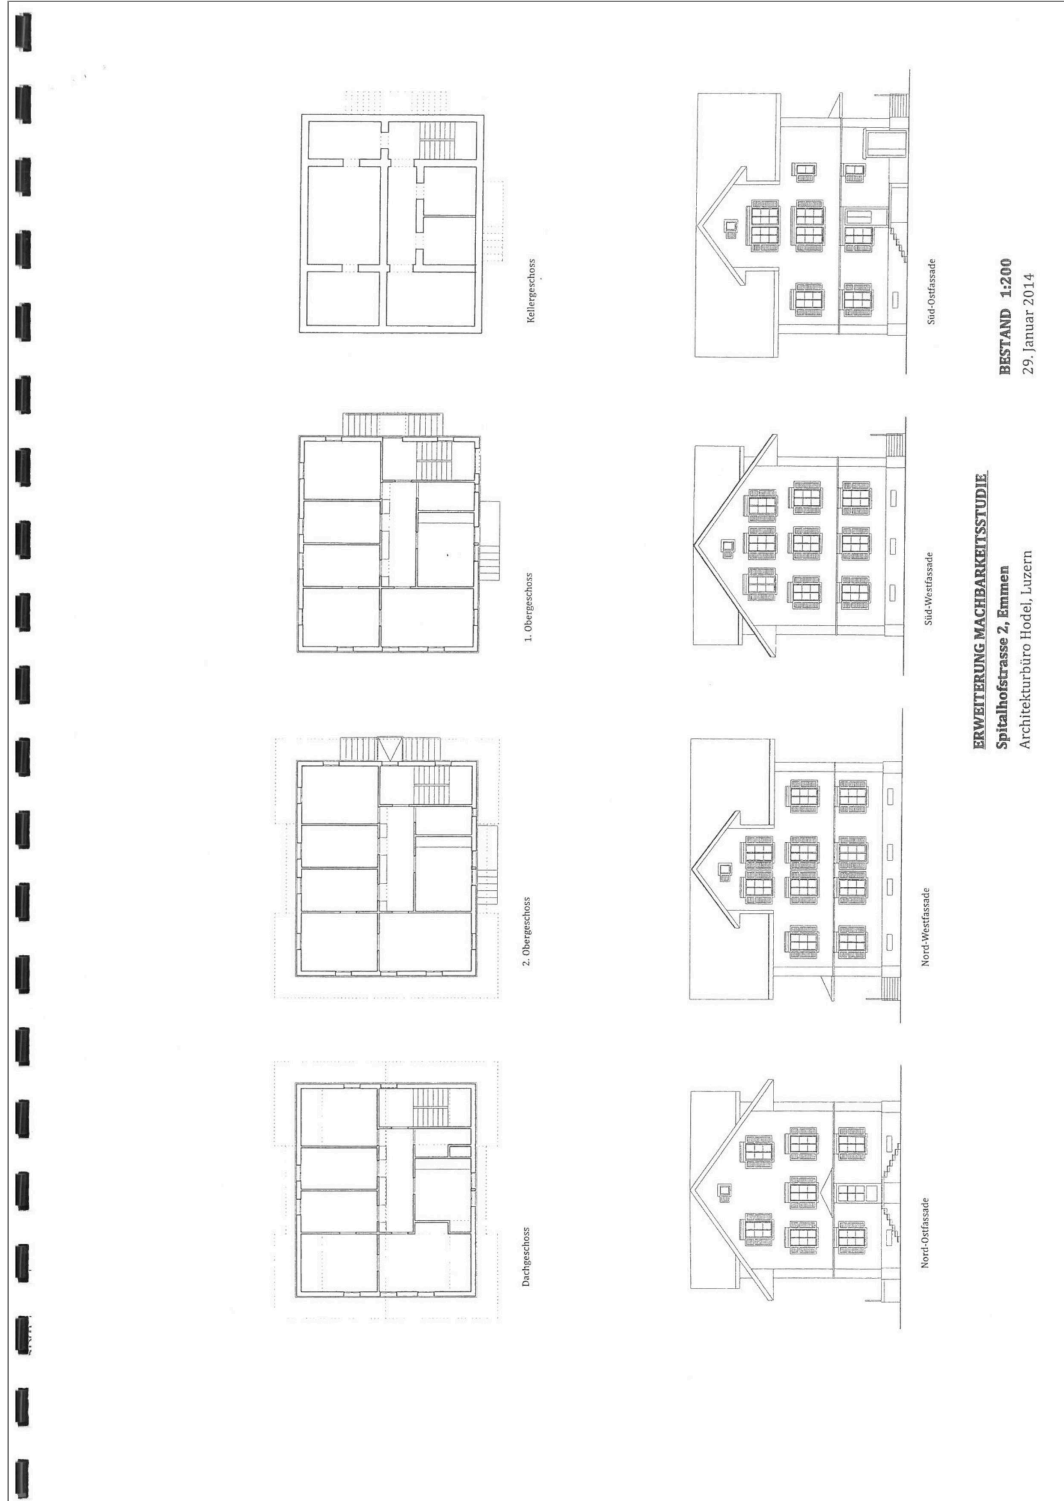 Kellergeschoss
1. Obergeschoss
2. Obergeschoss
Dachgeschoss
Süd-Ostfassade
Süd-Westfassade
Nord-Westfassade
Nord-Ostfassade
ERWEITERUNG MACHBARKEITSSTUDIE
Spitalhofstrasse 2, Emmen
Architekturbüro Hodel, Luzern
BESTAND 1:200
29. Januar 2014